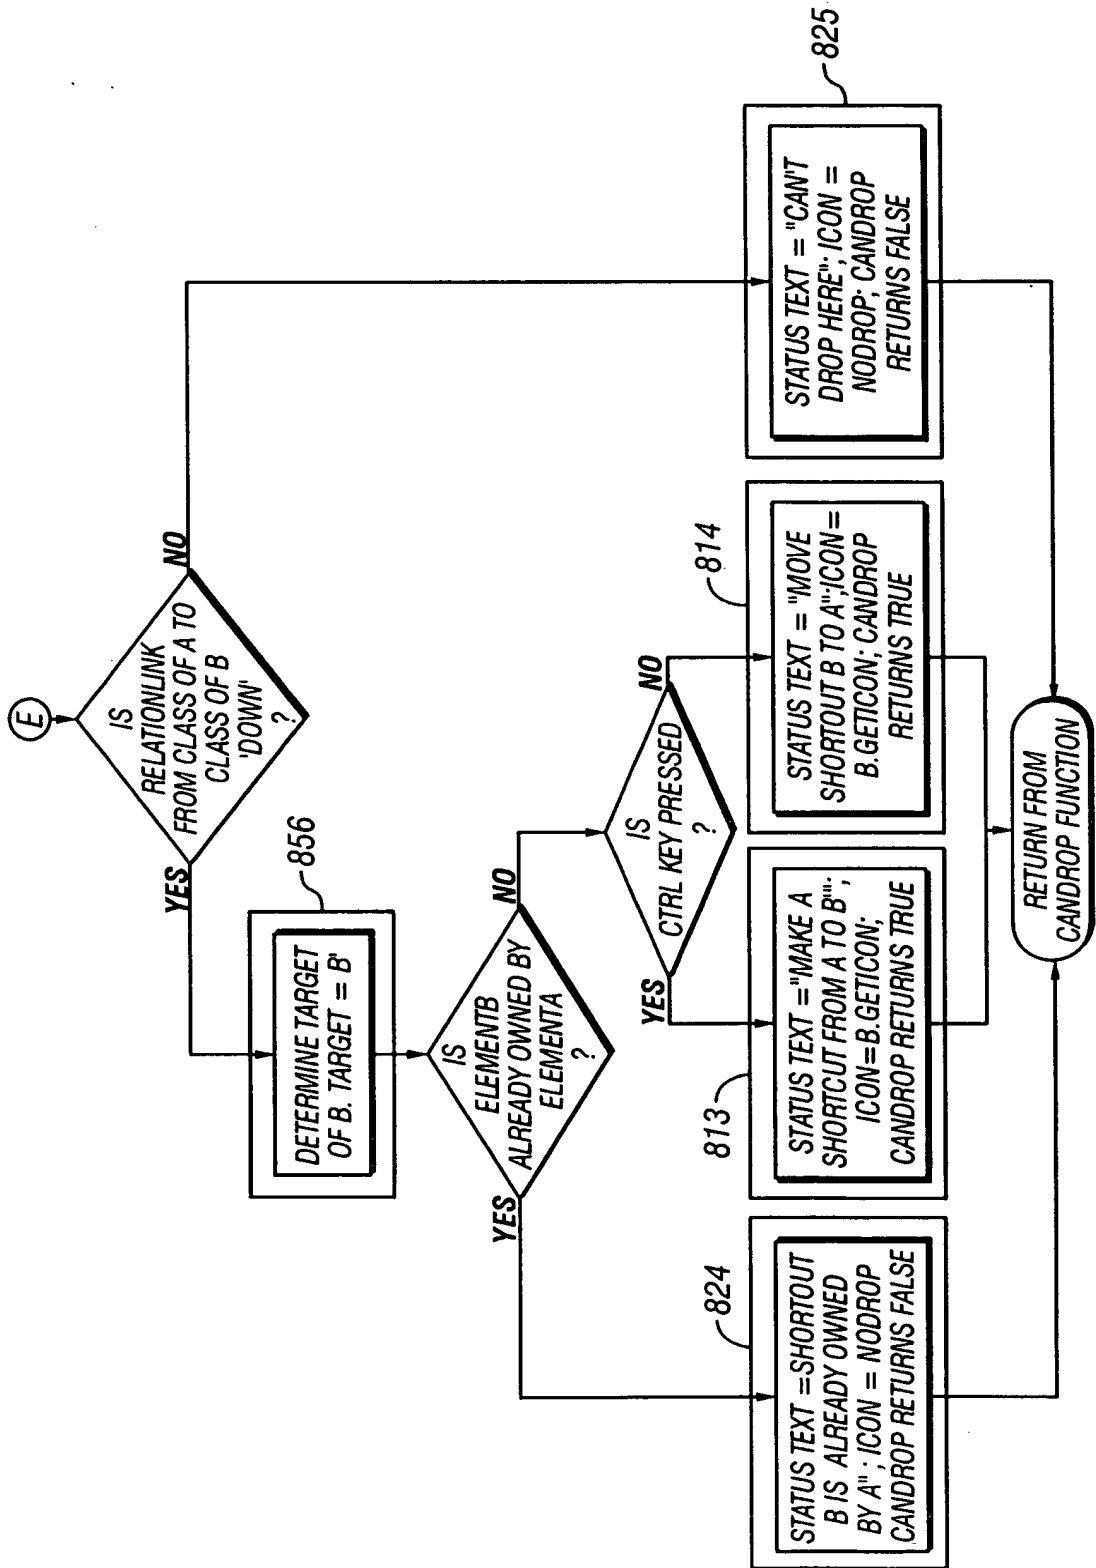 E
IS
RELATIONLINK
FROM CLASS OF A TO
CLASS OF B
'DOWN'
?
YES
NO
856
DETERMINE TARGET
OF B. TARGET = B'
IS
ELEMENTB
ALREADY OWNED BY
ELEMENTA
?
YES
NO
IS
CTRL KEY PRESSED
?
YES
NO
824
STATUS TEXT =SHORTOUT
B IS ALREADY OWNED
BY A" ; ICON = NODROP
CANDROP RETURNS FALSE
813
STATUS TEXT ="MAKE A
SHORTCUT FROM A TO B'";
ICON=B.GETICON;
CANDROP RETURNS TRUE
814
STATUS TEXT = "MOVE
SHORTOUT B TO A";ICON=
B.GETICON; CANDROP
RETURNS TRUE
825
STATUS TEXT = "CAN'T
DROP HERE"; ICON =
NODROP; CANDROP
RETURNS FALSE
RETURN FROM
CANDROP FUNCTION